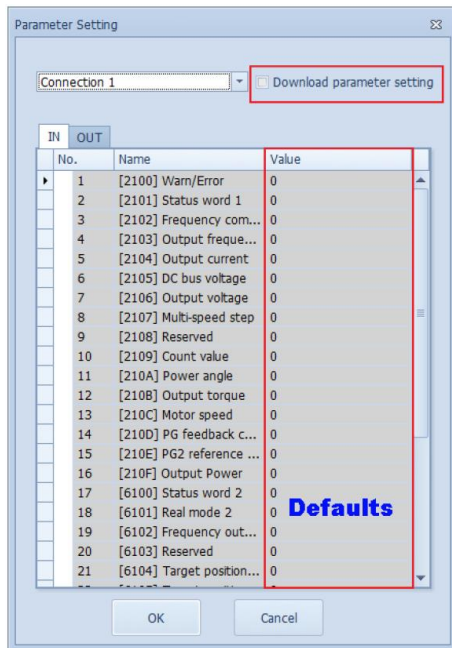 Parameter Setting
Connection 1 Download parameter setting
IN OUT
No. Name Value
1 [2100] Warn/Error 0
2 [2101] Status word 1 0
3 [2102] Frequency com... 0
4 [2103] Output freque... 0
5 [2104] Output current 0
6 [2105] DC bus voltage 0
7 [2106] Output voltage 0
8 [2107] Multi-speed step 0
9 [2108] Reserved 0
10 [2109] Count value 0
11 [210A] Power angle 0
12 [210B] Output torque 0
13 [210C] Motor speed 0
14 [210D] PG feedback c... 0
15 [210E] PG2 reference ... 0
16 [210F] Output Power 0
17 [6100] Status word 2 0
18 [6101] Real mode 2 0
Defaults
19 [6102] Frequency out... 0
20 [6103] Reserved 0
21 [6104] Target position... 0
OK Cancel